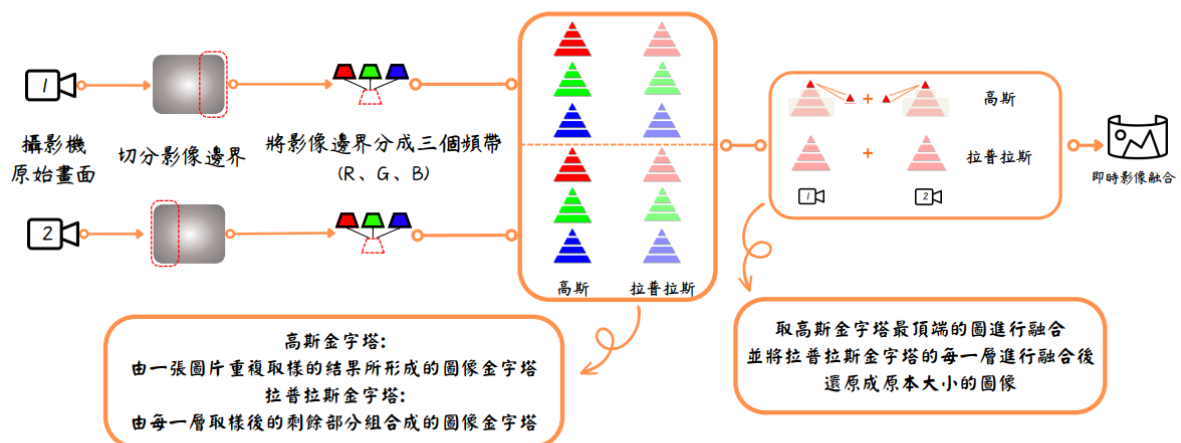 1
攝影機
原始畫面
切分影像邊界
將影像邊界分成三個頻帶
(R、G、B)
2
高斯
拉普拉斯
+
高斯
+
拉普拉斯
1
2
即時影像融合
高斯金字塔:
由一張圖片重複取樣的結果所形成的圖像金字塔
拉普拉斯金字塔:
由每一層取樣後的剩餘部分組合成的圖像金字塔
取高斯金字塔最頂端的圖進行融合
並將拉普拉斯金字塔的每一層進行融合後
還原成原本大小的圖像